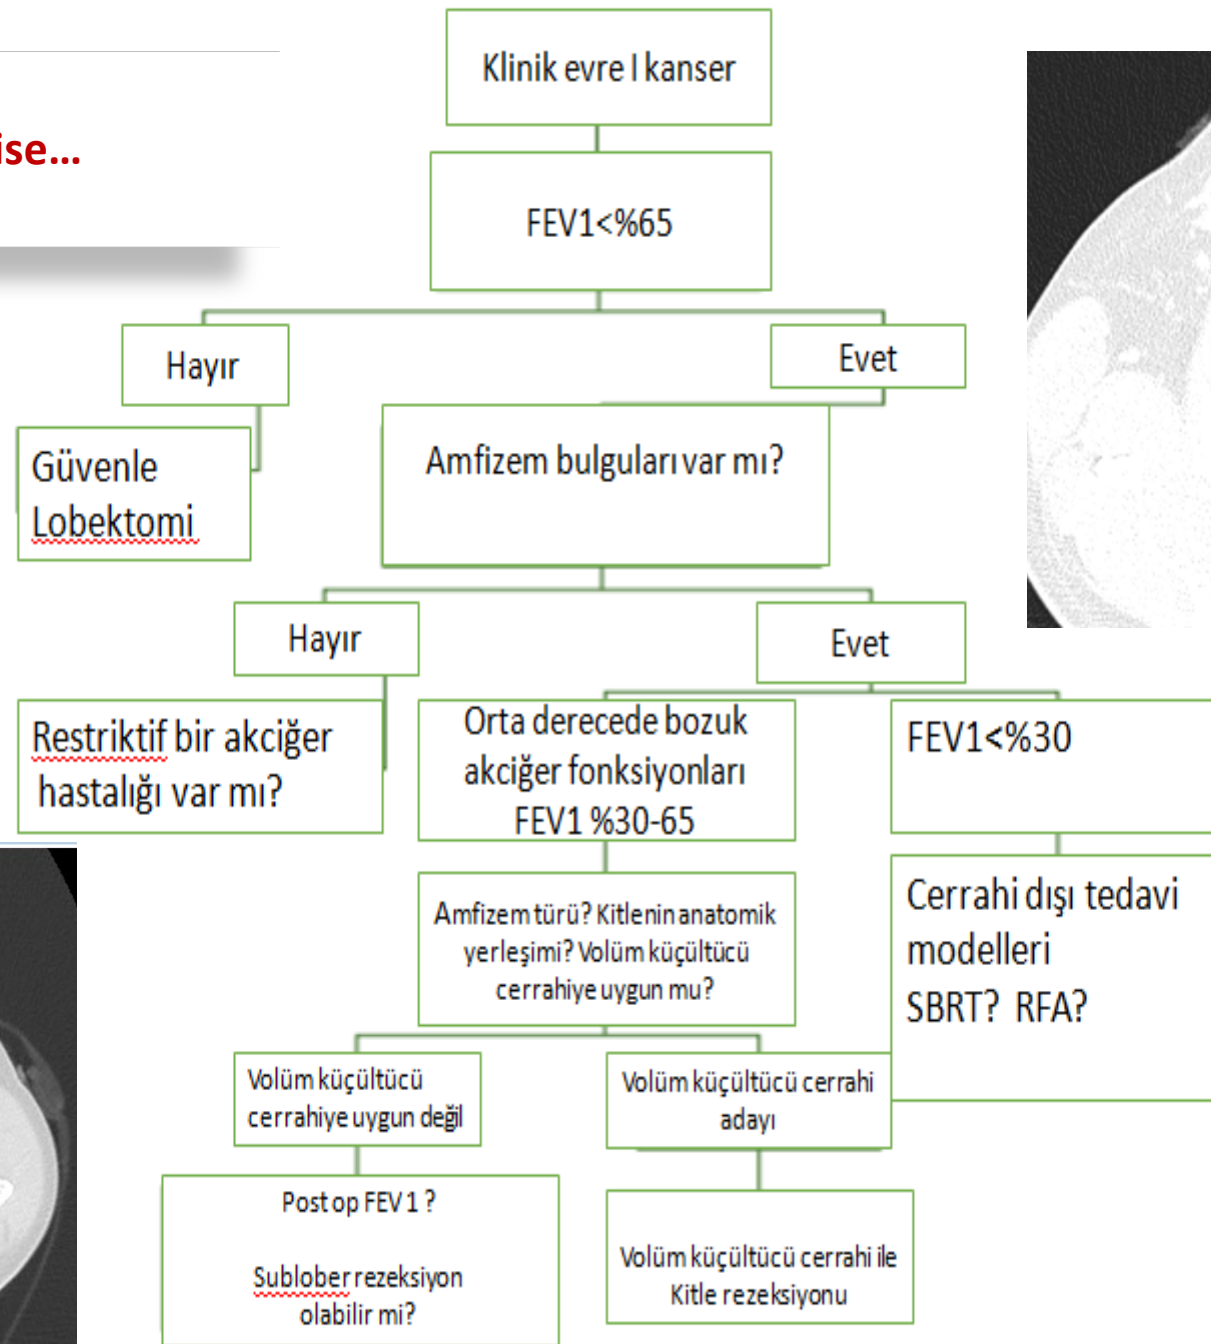 Klinik evre I kanser
ise...
FEV1<%65
Hayır
Evet
Güvenle
Lobektomi
Amfizem bulguları var mı?
Hayır
Evet
Restriktif bir akciğer
hastalığı var mı?
Orta derecede bozuk
akciğer fonksiyonları
FEV1 %30-65
FEV1<%30
Amfizem türü? Kitlenin anatomik
yerleşimi? Volüm küçültücü
cerrahiye uygun mu?
Cerrahi dışı tedavi
modelleri
SBRT? RFA?
Volüm küçültücü
cerrahiye uygun değil
Volüm küçültücü cerrahi
adayı
Post op FEV 1 ?
Sublober rezeksiyon
olabilir mi?
Volüm küçültücü cerrahi ile
Kitle rezeksiyonu